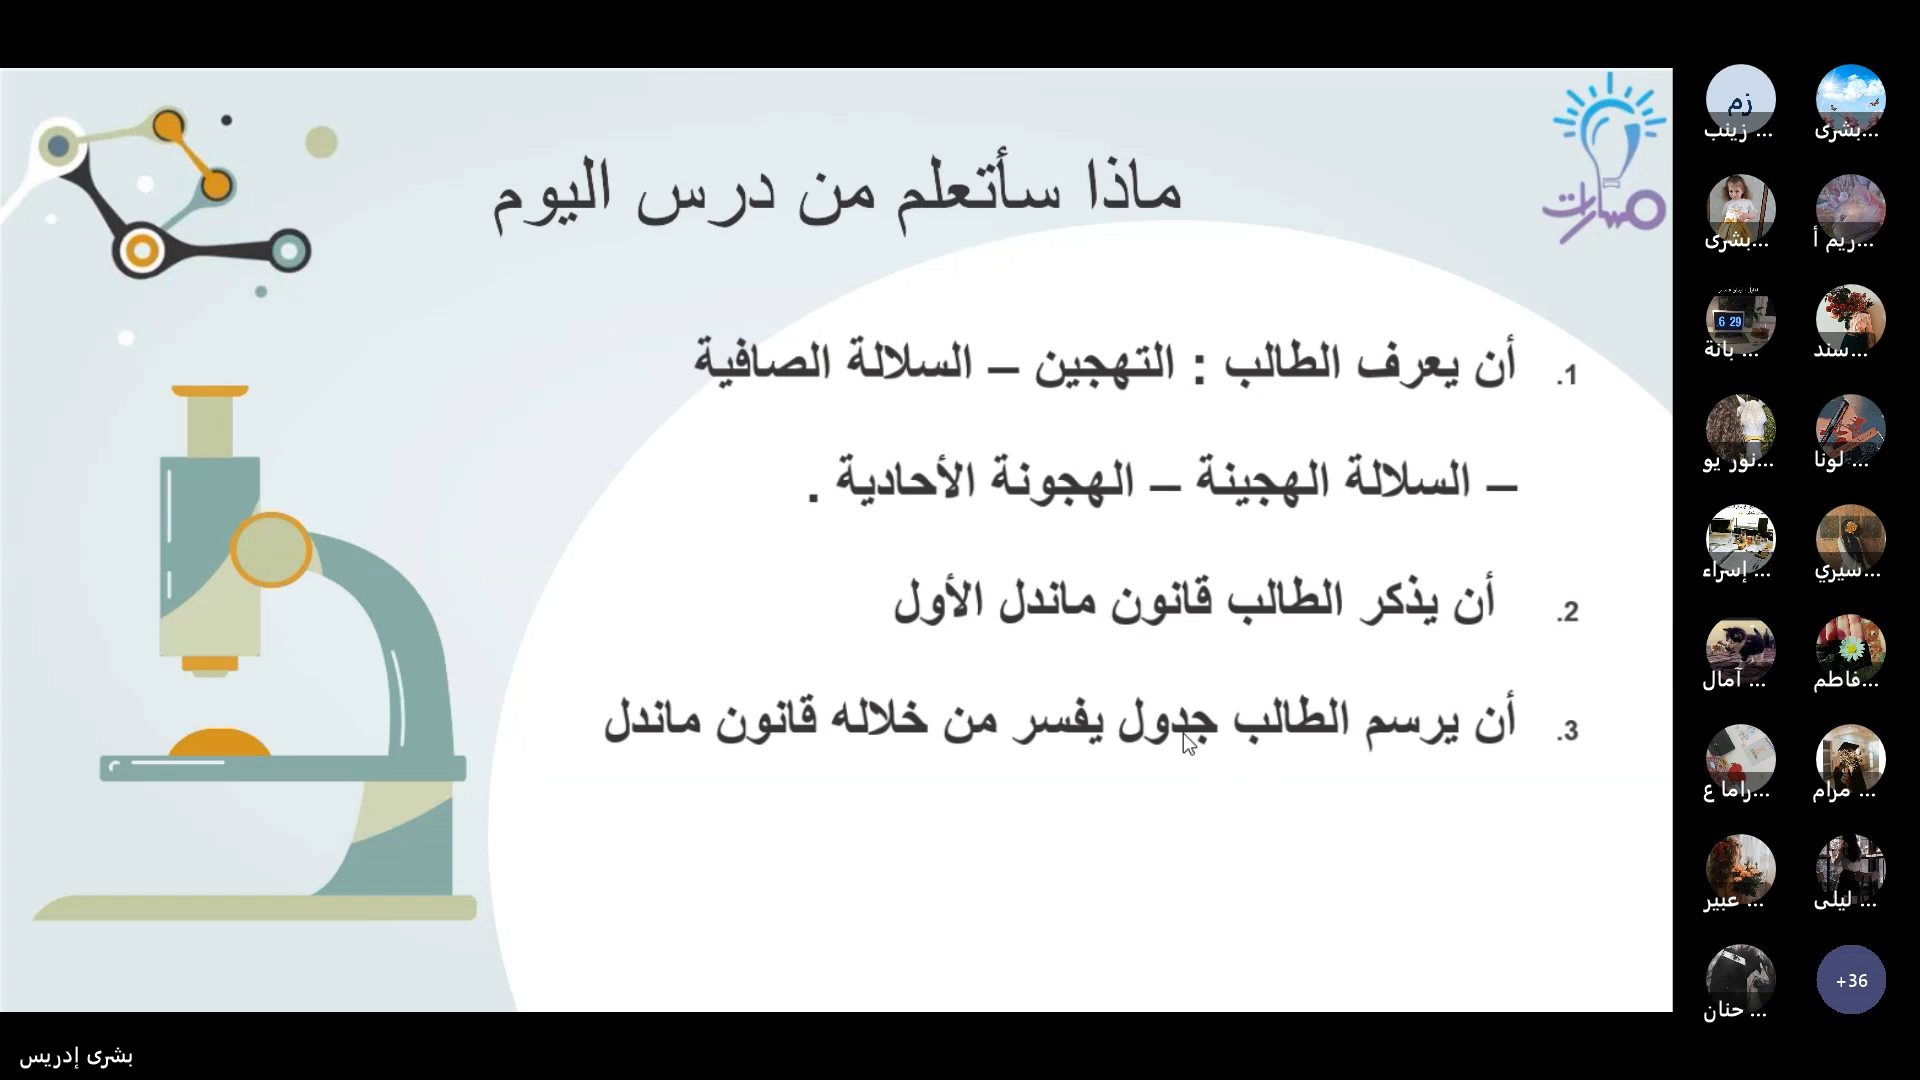 مهارات
ماذا سأتعلم من درس اليوم
1. أن يعرف الطالب : التهجين – السلالة الصافية
– السلالة الهجينة – الهجونة الأحادية .
2. أن يذكر الطالب قانون ماندل الأول
3. أن يرسم الطالب جدول يفسر من خلاله قانون ماندل
زم
زينب ...
بشرى...
بشرى...
ريم أ...
6 29
بانة ...
سند...
نور يو...
لونا ...
إسراء ...
سيري...
آمال ...
فاطم...
راما ع...
مرام ...
عبير ...
ليلى ...
حنان ...
+36
بشرى إدريس